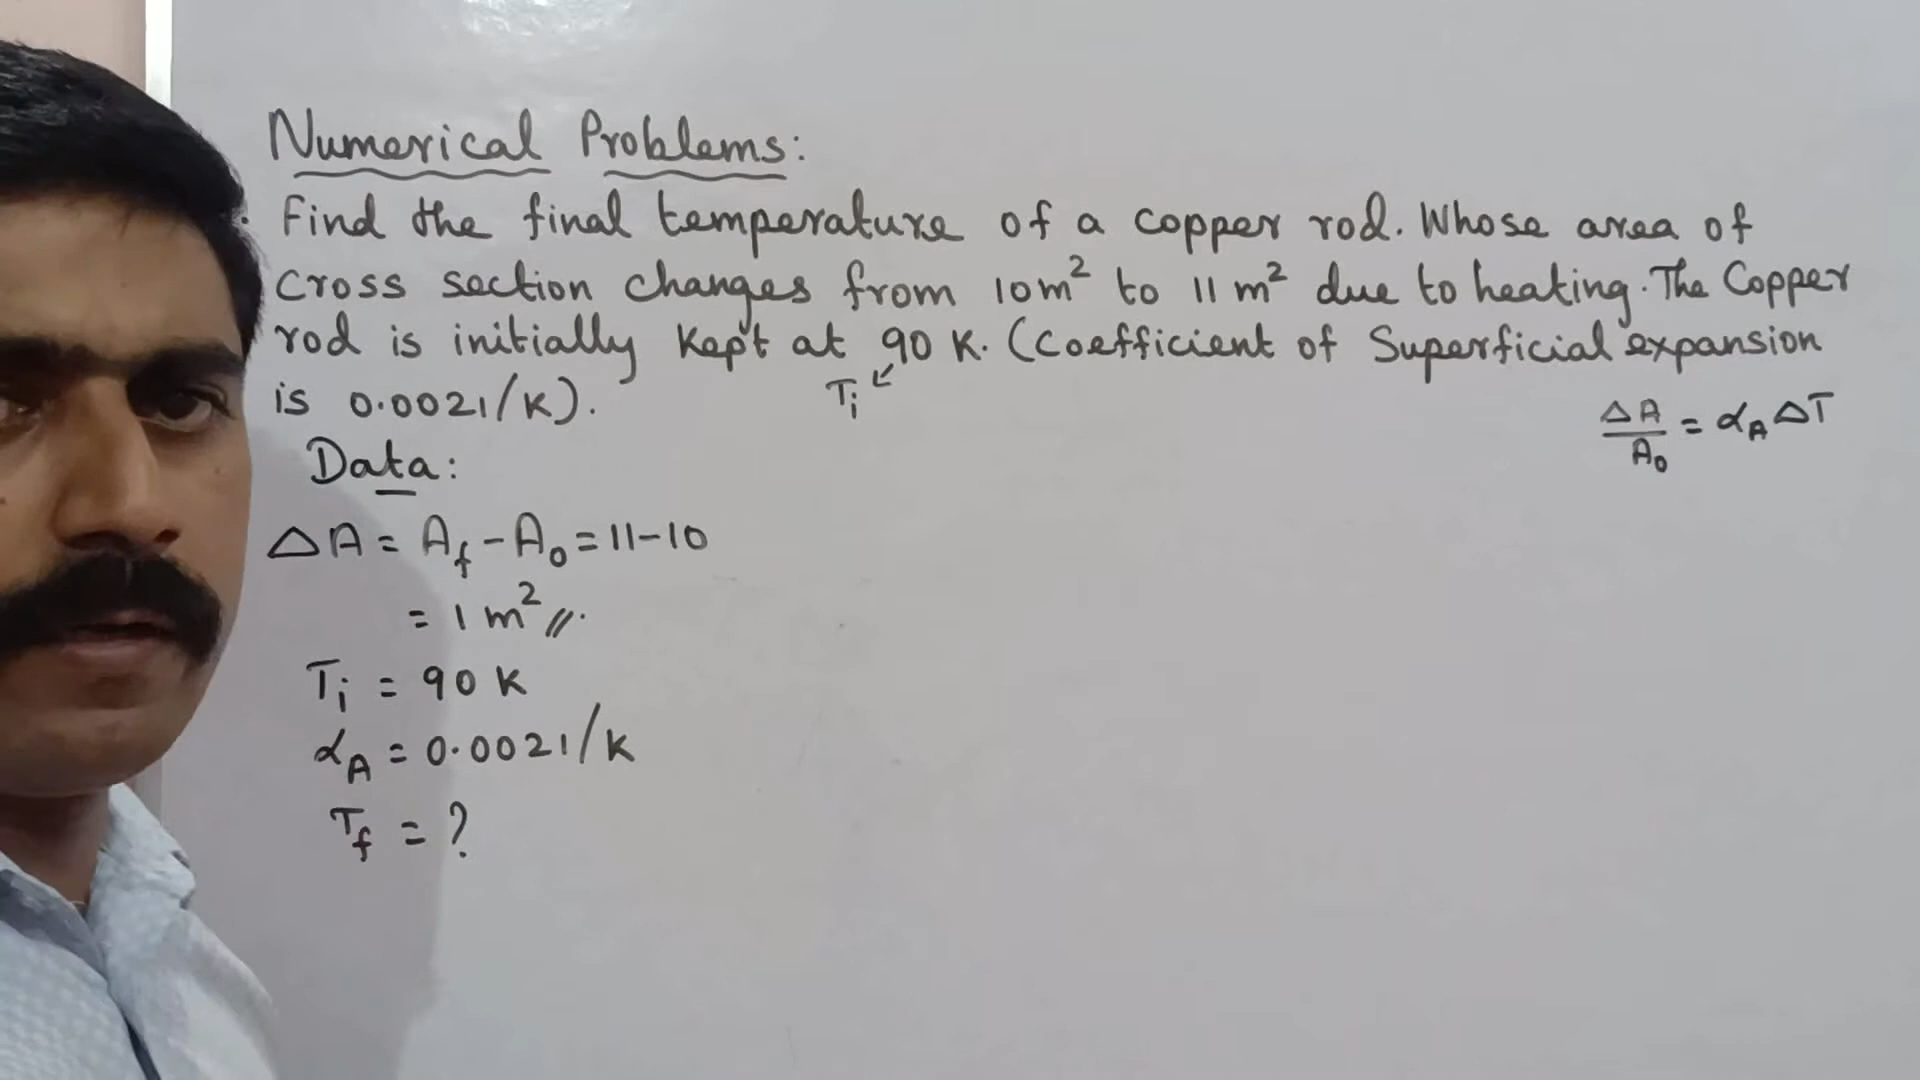 Numerical Problems:
Find the final temperature of a copper rod. Whose area of
cross section changes from 10m² to 11 m² due to heating. The Copper
rod is initially Kept at 90 K. (Coefficient of Superficial expansion
is 0.0021/K).
Ti
ΔA/A₀ = αA ΔT
Data:
ΔA = Af - A₀ = 11-10
= 1 m² //.
Ti = 90 K
αA = 0.0021/K
Tf = ?